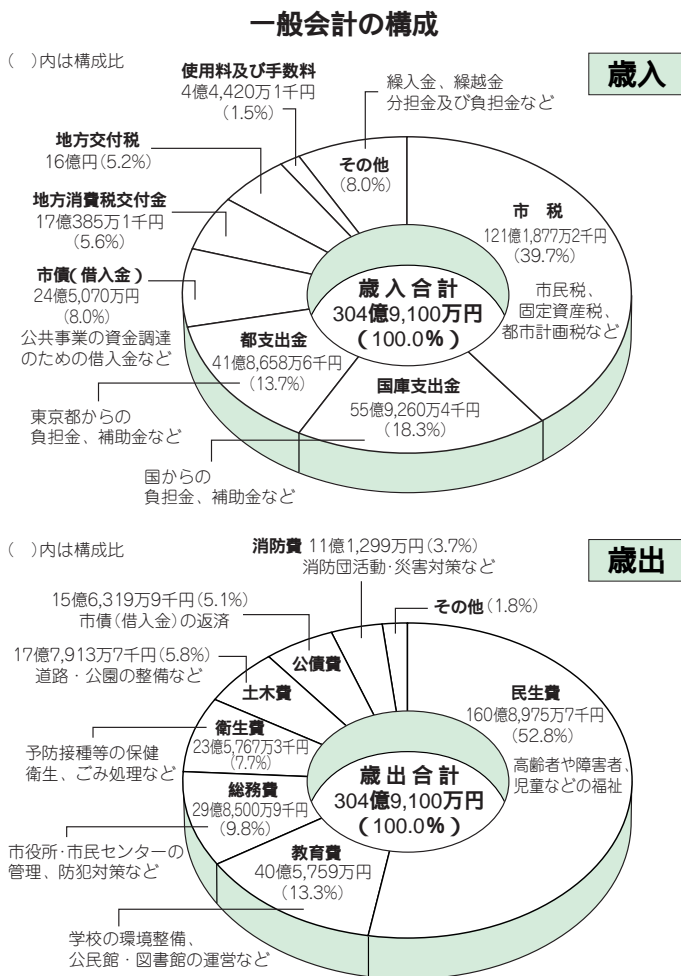 一般会計の構成
(　)内は構成比
歳入
使用料及び手数料
4億4,420万1千円
(1.5%)
繰入金、繰越金
分担金及び負担金など
その他
(8.0%)
地方交付税
16億円(5.2%)
地方消費税交付金
17億385万1千円
(5.6%)
市債(借入金)
24億5,070万円
(8.0%)
公共事業の資金調達
のための借入金など
市　税
121億1,877万2千円
(39.7%)
市民税、
固定資産税、
都市計画税など
歳入合計
304億9,100万円
(100.0%)
都支出金
41億8,658万6千円
(13.7%)
東京都からの
負担金、補助金など
国庫支出金
55億9,260万4千円
(18.3%)
国からの
負担金、補助金など
(　)内は構成比
歳出
消防費 11億1,299万円(3.7%)
消防団活動・災害対策など
その他(1.8%)
15億6,319万9千円(5.1%)
市債(借入金)の返済
公債費
17億7,913万7千円(5.8%)
道路・公園の整備など
土木費
民生費
160億8,975万7千円
(52.8%)
高齢者や障害者、
児童などの福祉
衛生費
23億5,767万3千円
(7.7%)
予防接種等の保健
衛生、ごみ処理など
歳出合計
304億9,100万円
(100.0%)
総務費
29億8,500万9千円
(9.8%)
市役所・市民センターの
管理、防犯対策など
教育費
40億5,759万円
(13.3%)
学校の環境整備、
公民館・図書館の運営など